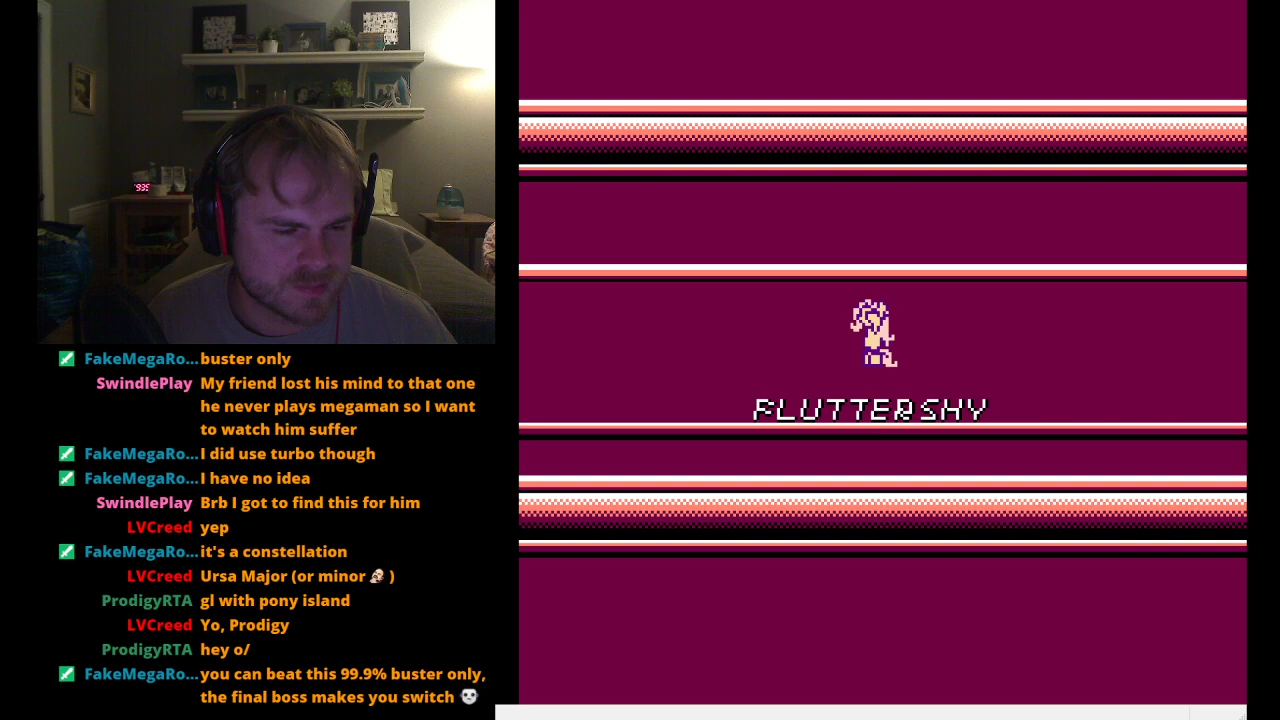 935
FLUTTERSHY
FakeMegaRo... buster only
SwindlePlay My friend lost his mind to that one
he never plays megaman so I want
to watch him suffer
FakeMegaRo... I did use turbo though
FakeMegaRo... I have no idea
SwindlePlay Brb I got to find this for him
LVCreed yep
FakeMegaRo... it's a constellation
LVCreed Ursa Major (or minor )
ProdigyRTA gl with pony island
LVCreed Yo, Prodigy
ProdigyRTA hey o/
FakeMegaRo... you can beat this 99.9% buster only,
the final boss makes you switch